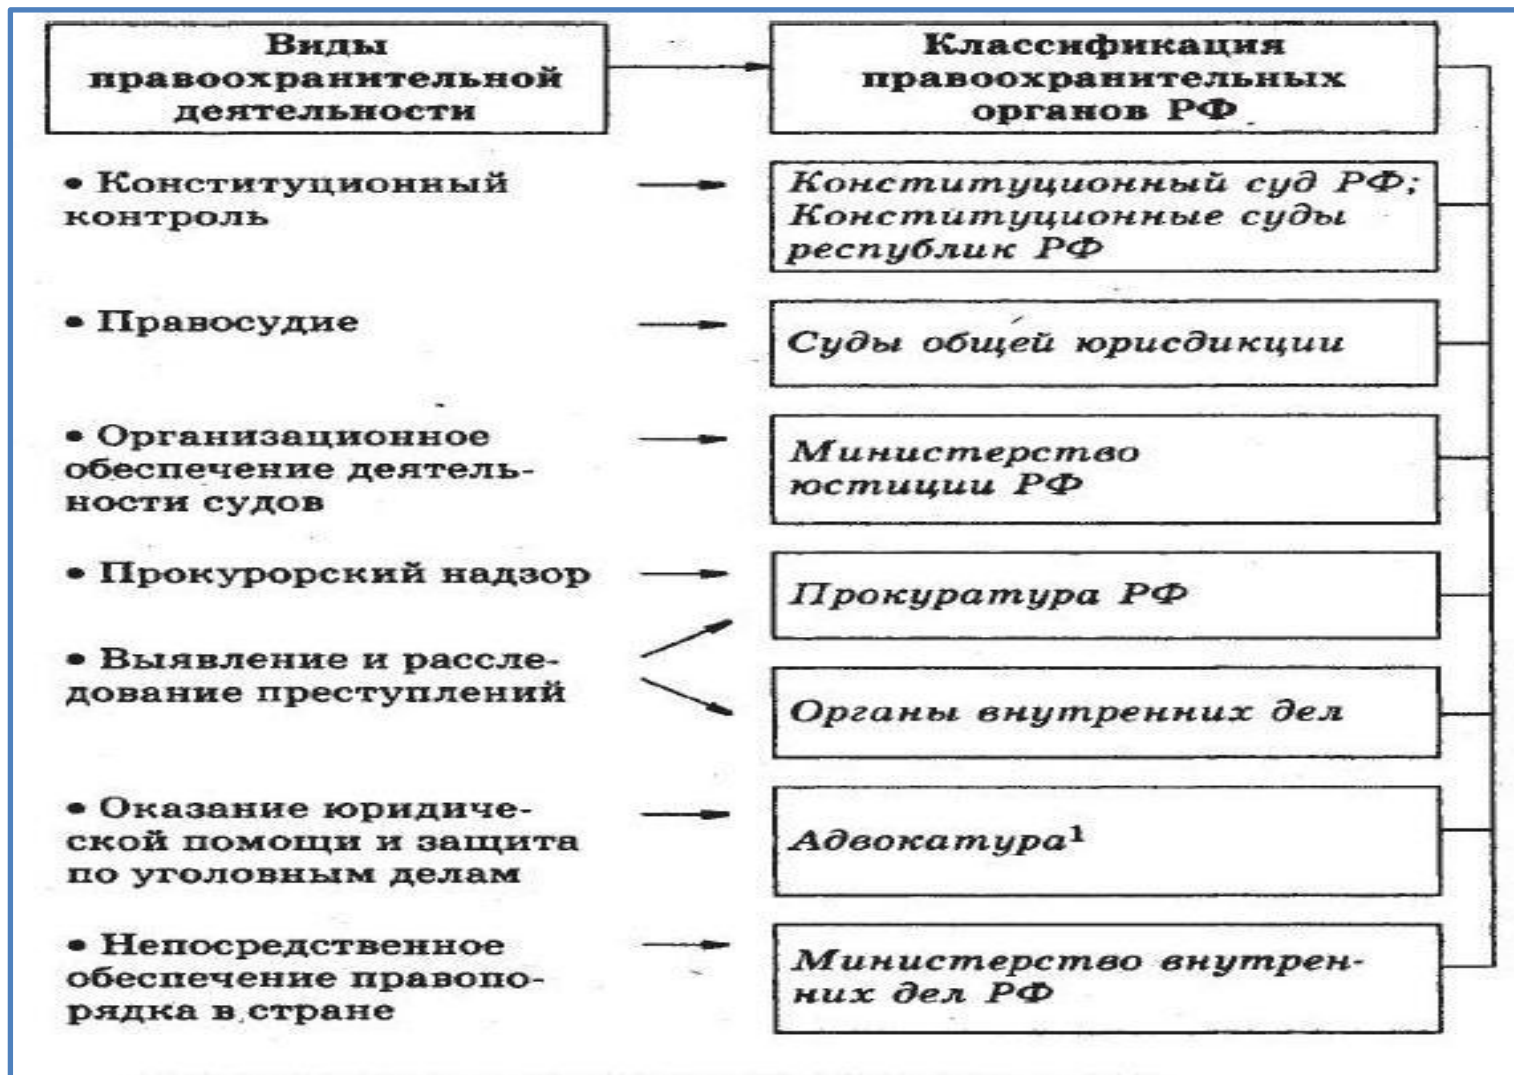 Виды
правоохранительной
деятельности
Классификация
правоохранительных
органов РФ
• Конституционный
контроль
Конституционный суд РФ;
Конституционные суды
республик РФ
• Правосудие
Суды общей юрисдикции
• Организационное
обеспечение деятель-
ности судов
Министерство
юстиции РФ
• Прокурорский надзор
Прокуратура РФ
• Выявление и рассле-
дование преступлений
Органы внутренних дел
• Оказание юридиче-
ской помощи и защита
по уголовным делам
Адвокатура¹
• Непосредственное
обеспечение правопо-
рядка в стране
Министерство внутрен-
них дел РФ